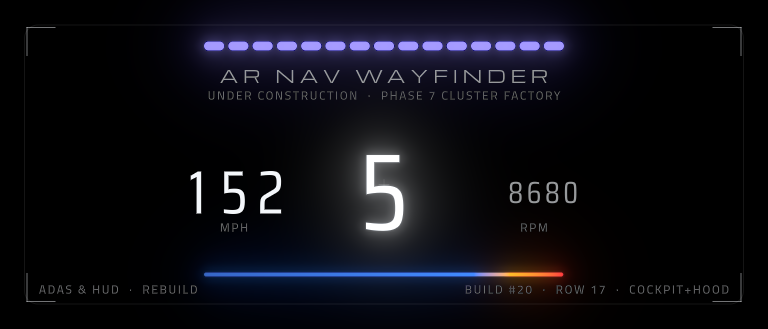 AR NAV WAYFINDER
UNDER CONSTRUCTION · PHASE 7 CLUSTER FACTORY
152
MPH
5
8680
RPM
ADAS & HUD · REBUILD
BUILD #20 · ROW 17 · COCKPIT+HOOD